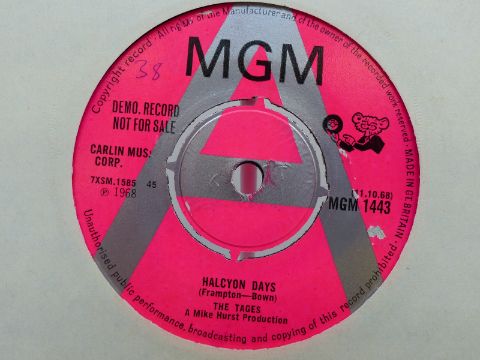 Copyright record. All rights of the Manufacturer and of the owner of the recorded work reserved. MADE IN GT. BRITAIN
38
MGM
DEMO. RECORD
NOT FOR SALE
CARLIN MUSIC
CORP.
7XSM.1585 45
Ⓟ 1968
(11.10.68)
MGM 1443
HALCYON DAYS
(Frampton—Bown)
THE TAGES
A Mike Hurst Production
Unauthorised public performance, broadcasting and copying of this record prohibited.